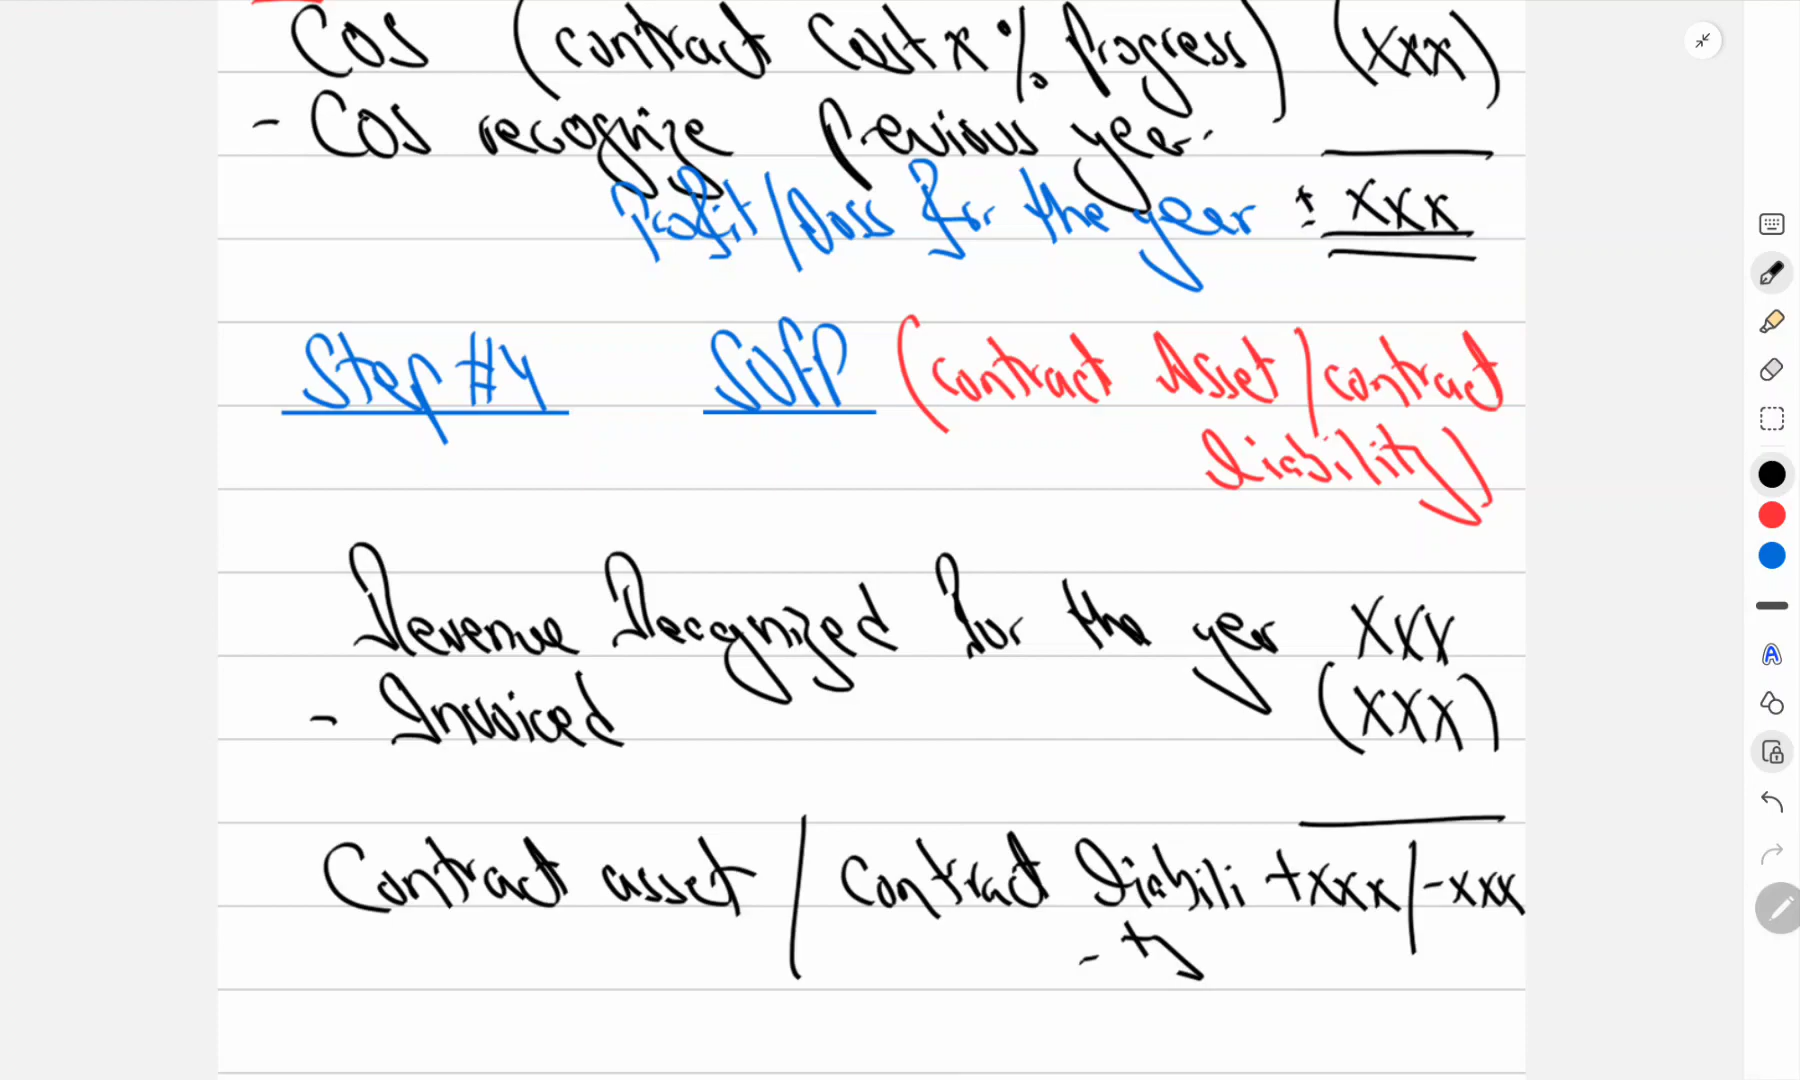 COS (contract Cost x % Progress) (xxx)
- COS recognize Previous year.
Profit/Loss for the year ± xxx
Step #4 SOFP (Contract Asset/contract
Liability)
Revenue Recognized for the year xxx
- Invoiced (xxx)
Contract asset / Contract Liabili +xxx/-xxx
- ty